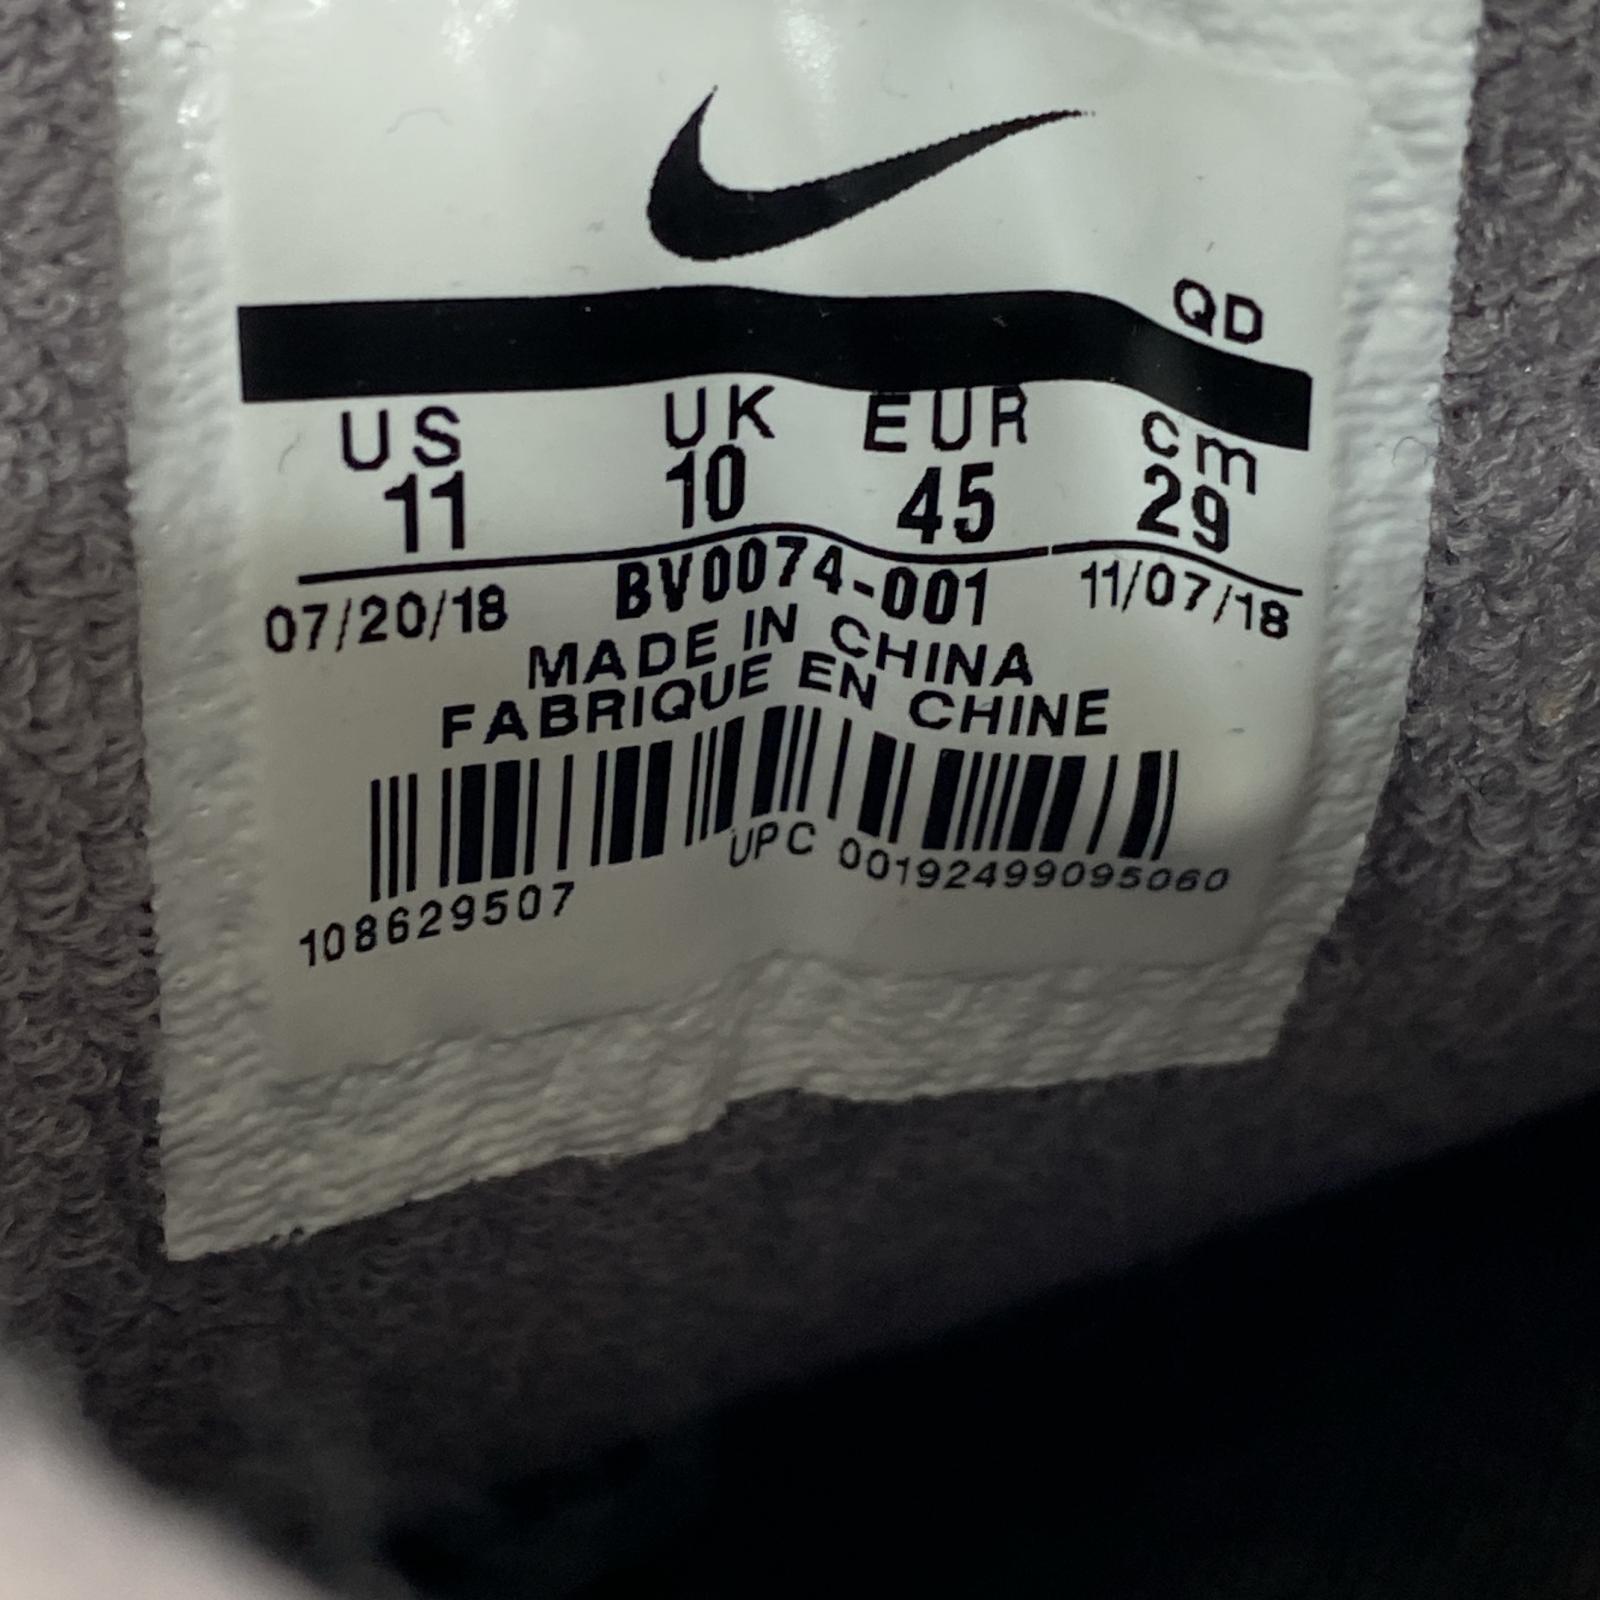 QD
US UK EUR cm
11 10 45 29
07/20/18 BV0074-001 11/07/18
MADE IN CHINA
FABRIQUE EN CHINE
108629507 UPC 00192499095060